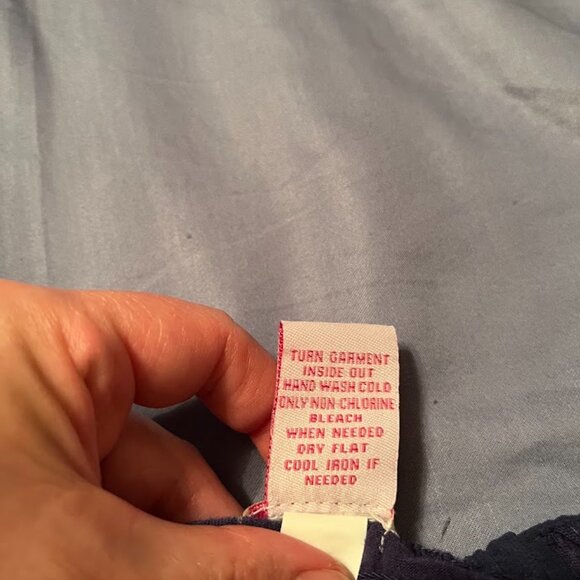 TURN GARMENT
INSIDE OUT
HAND WASH COLD
ONLY NON-CHLORINE
BLEACH
WHEN NEEDED
DRY FLAT
COOL IRON IF
NEEDED